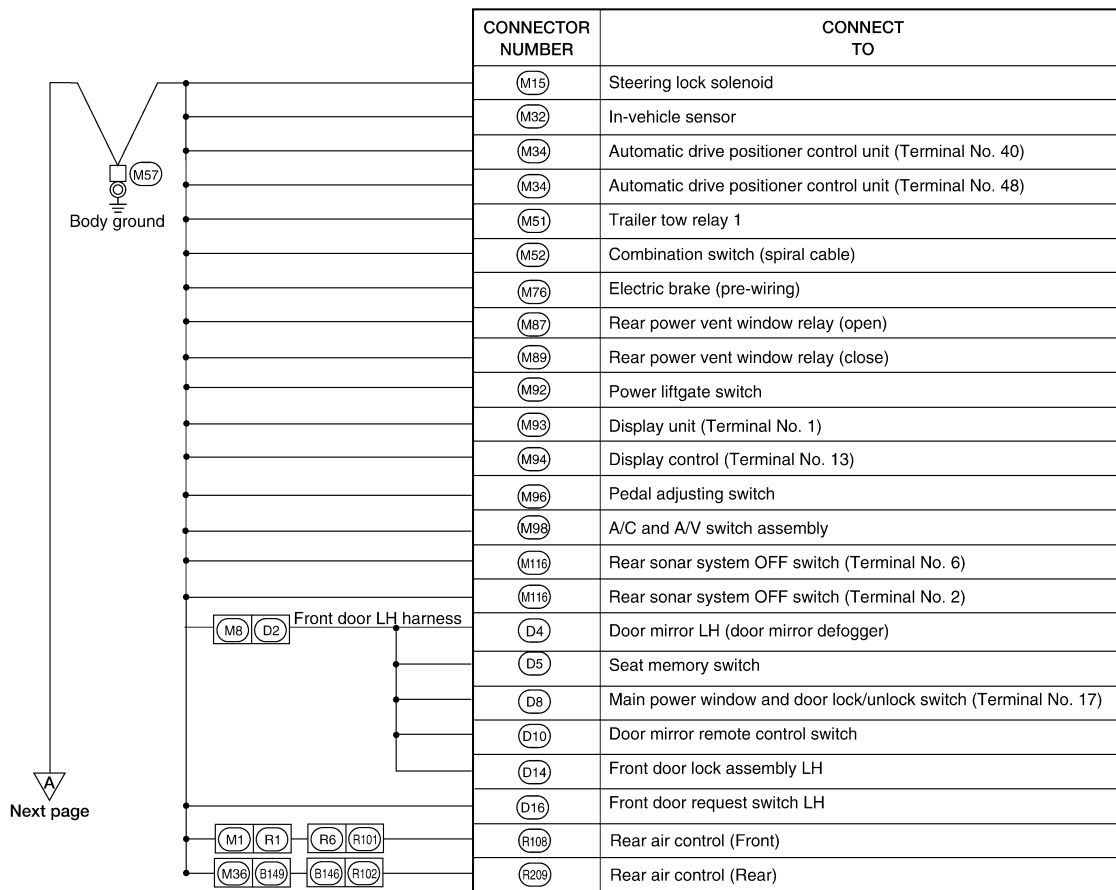 CONNECTOR NUMBER CONNECT TO
M15 Steering lock solenoid
M32 In-vehicle sensor
M34 Automatic drive positioner control unit (Terminal No. 40)
M57
M34 Automatic drive positioner control unit (Terminal No. 48)
Body ground
M51 Trailer tow relay 1
M52 Combination switch (spiral cable)
M76 Electric brake (pre-wiring)
M87 Rear power vent window relay (open)
M89 Rear power vent window relay (close)
M92 Power liftgate switch
M93 Display unit (Terminal No. 1)
M94 Display control (Terminal No. 13)
M96 Pedal adjusting switch
M98 A/C and A/V switch assembly
M116 Rear sonar system OFF switch (Terminal No. 6)
M116 Rear sonar system OFF switch (Terminal No. 2)
M8 D2 Front door LH harness D4 Door mirror LH (door mirror defogger)
D5 Seat memory switch
D8 Main power window and door lock/unlock switch (Terminal No. 17)
D10 Door mirror remote control switch
D14 Front door lock assembly LH
A
Next page
D16 Front door request switch LH
M1 R1 R6 R101 R108 Rear air control (Front)
M36 B149 B146 R102 R209 Rear air control (Rear)